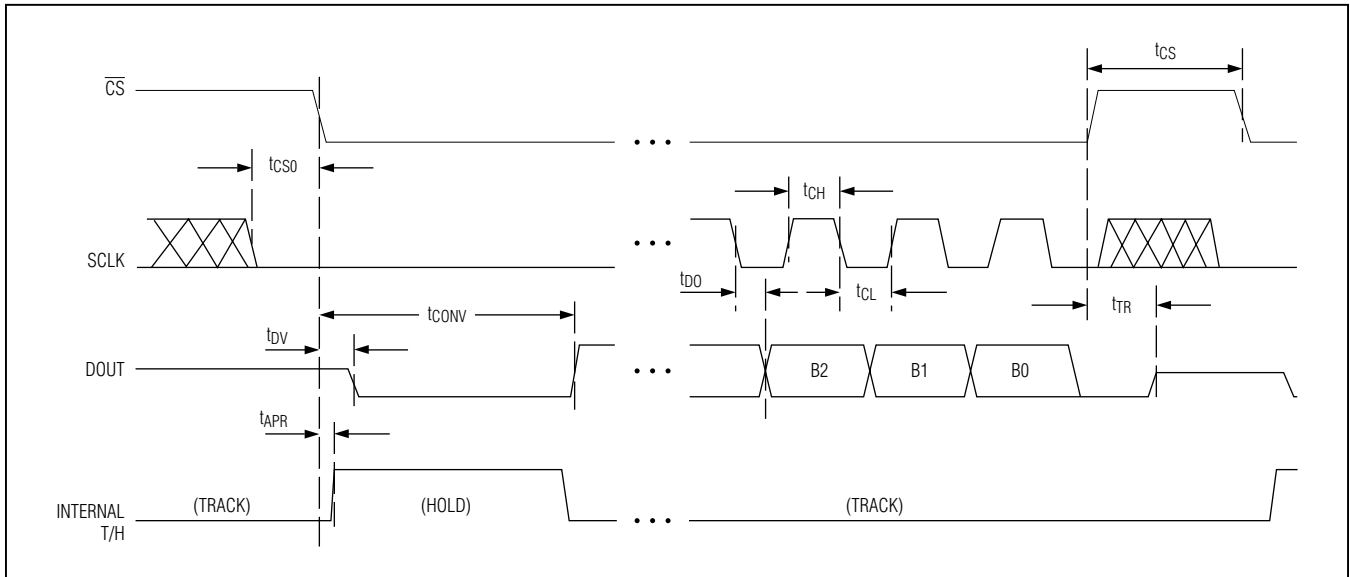 tCS
CS
tCS0
tCH
SCLK
tDO
tCL
tTR
tCONV
tDV
DOUT
B2
B1
B0
tAPR
(TRACK)
(HOLD)
(TRACK)
INTERNAL
T/H